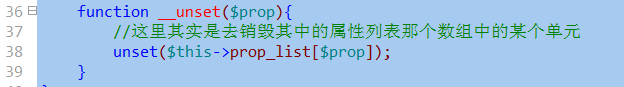 36 function __unset($prop){
37 //这里其实是去销毁其中的属性列表那个数组中的某个单元
38 unset($this->prop_list[$prop]);
39 }